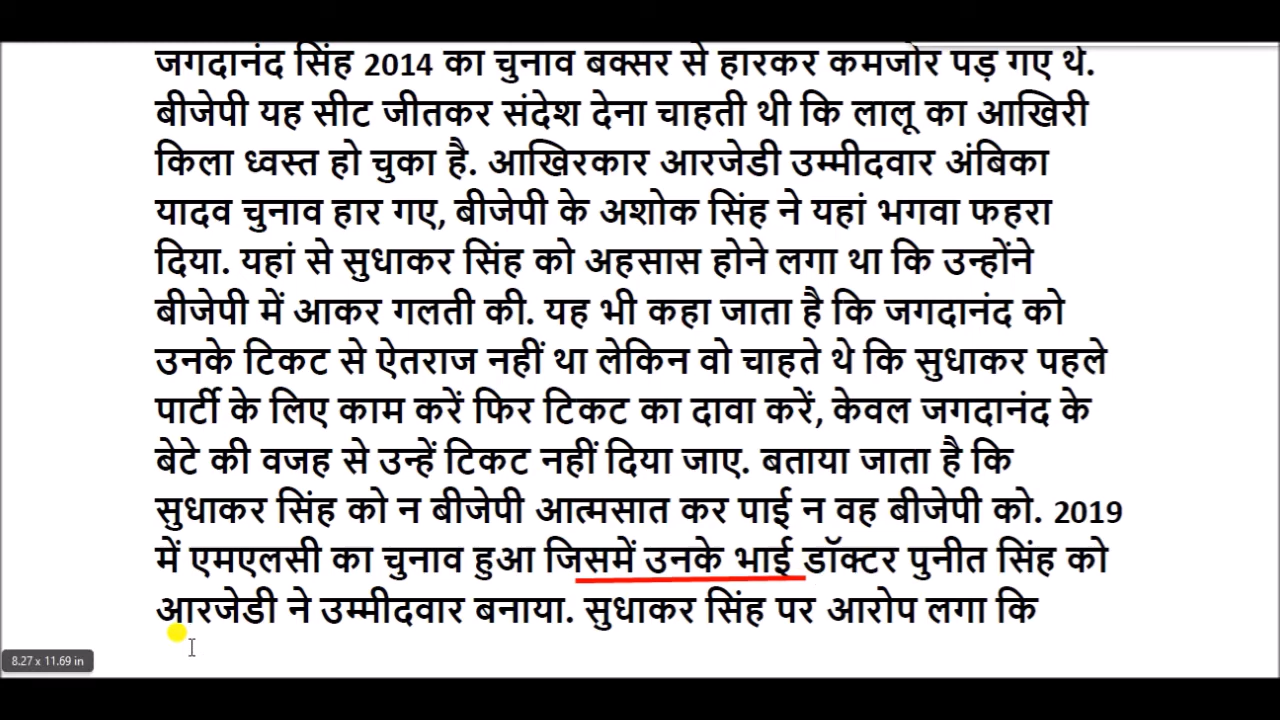 जगदानंद सिंह 2014 का चुनाव बक्सर से हारकर कमजोर पड़ गए थे.
बीजेपी यह सीट जीतकर संदेश देना चाहती थी कि लालू का आखिरी
किला ध्वस्त हो चुका है. आखिरकार आरजेडी उम्मीदवार अंबिका
यादव चुनाव हार गए, बीजेपी के अशोक सिंह ने यहां भगवा फहरा
दिया. यहां से सुधाकर सिंह को अहसास होने लगा था कि उन्होंने
बीजेपी में आकर गलती की. यह भी कहा जाता है कि जगदानंद को
उनके टिकट से ऐतराज नहीं था लेकिन वो चाहते थे कि सुधाकर पहले
पार्टी के लिए काम करें फिर टिकट का दावा करें, केवल जगदानंद के
बेटे की वजह से उन्हें टिकट नहीं दिया जाए. बताया जाता है कि
सुधाकर सिंह को न बीजेपी आत्मसात कर पाई न वह बीजेपी को. 2019
में एमएलसी का चुनाव हुआ जिसमें उनके भाई डॉक्टर पुनीत सिंह को
आरजेडी ने उम्मीदवार बनाया. सुधाकर सिंह पर आरोप लगा कि
8.27 x 11.69 in